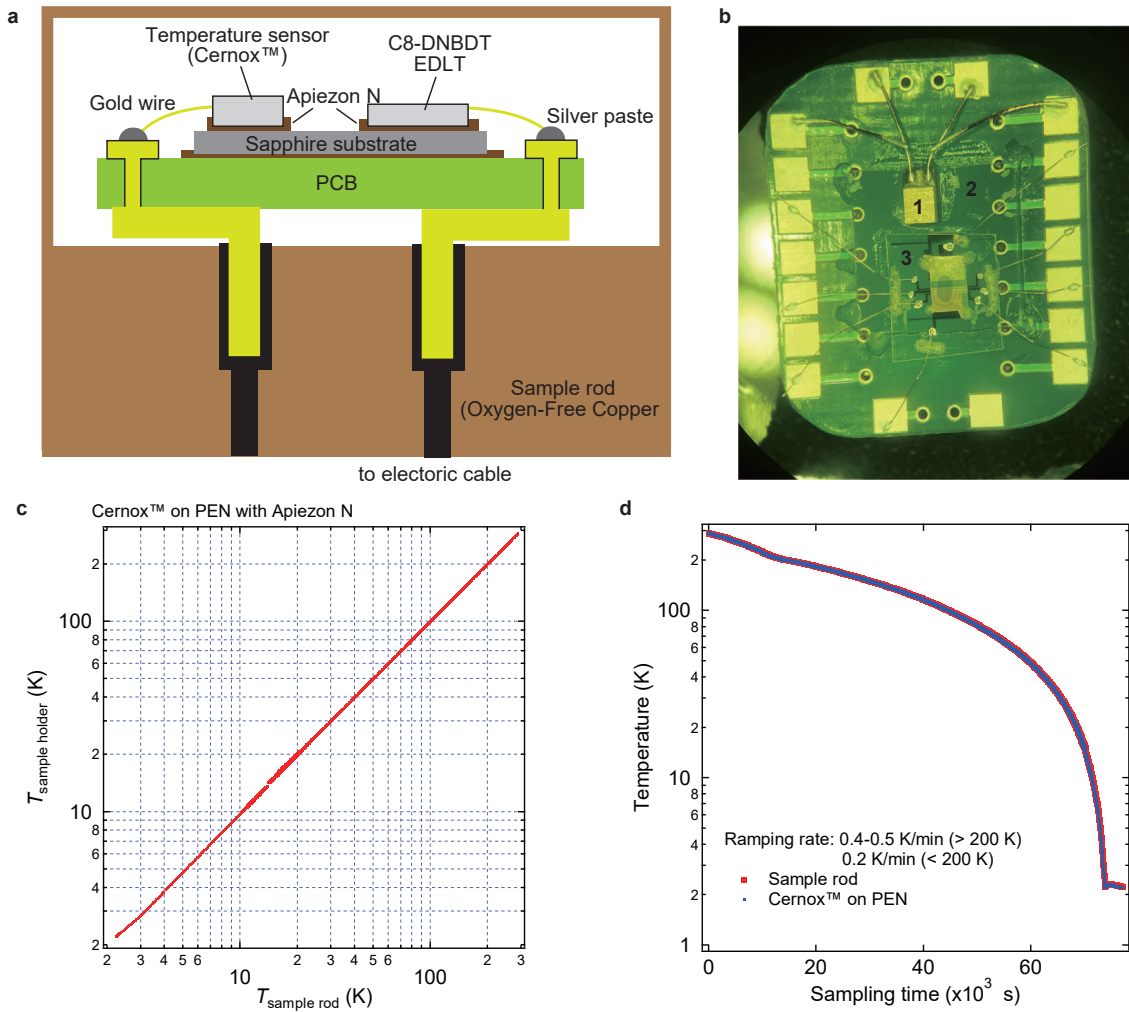 a
Temperature sensor
(Cernox™)
C8-DNBDT
EDLT
Gold wire
Apiezon N
Silver paste
Sapphire substrate
PCB
Sample rod
(Oxygen-Free Copper
to electoric cable
b
1
2
3
c
Cernox™ on PEN with Apiezon N
2
100
8
6
4
2
10
8
6
4
2
2
3
4
5
6
10
2
3
4
5
6
100
2
3
T sample holder (K)
T sample rod (K)
d
2
100
8
6
4
2
10
8
6
4
2
1
Temperature (K)
Ramping rate: 0.4-0.5 K/min (> 200 K)
0.2 K/min (< 200 K)
Sample rod
Cernox™ on PEN
0
20
40
60
Sampling time (x10³ s)